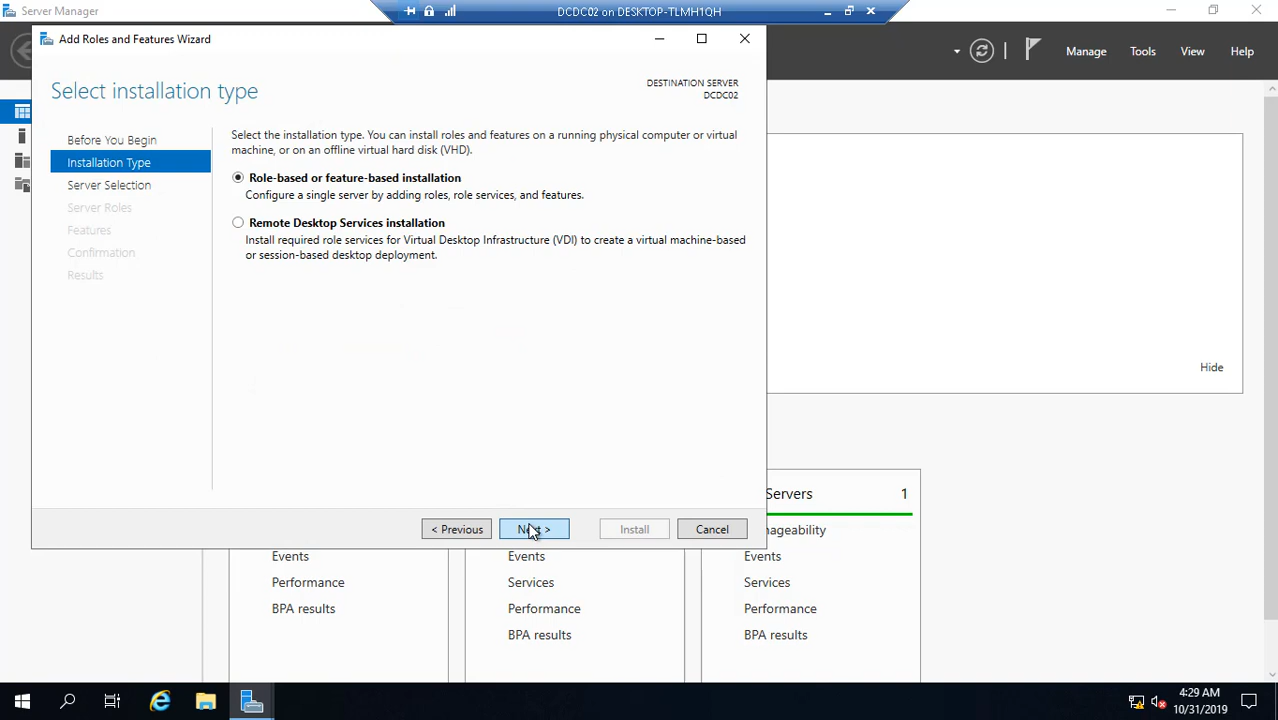 Server Manager
DCDC02 on DESKTOP-TLMH1QH
Add Roles and Features Wizard
Manage Tools View Help
Select installation type
DESTINATION SERVER
DCDC02
Before You Begin
Installation Type
Server Selection
Server Roles
Features
Confirmation
Results
Select the installation type. You can install roles and features on a running physical computer or virtual
machine, or on an offline virtual hard disk (VHD).
Role-based or feature-based installation
Configure a single server by adding roles, role services, and features.
Remote Desktop Services installation
Install required role services for Virtual Desktop Infrastructure (VDI) to create a virtual machine-based
or session-based desktop deployment.
Hide
< Previous Next > Install Cancel
Servers 1
Events
Performance
BPA results
Events
Services
Performance
BPA results
Events
Services
Performance
BPA results
4:29 AM
10/31/2019